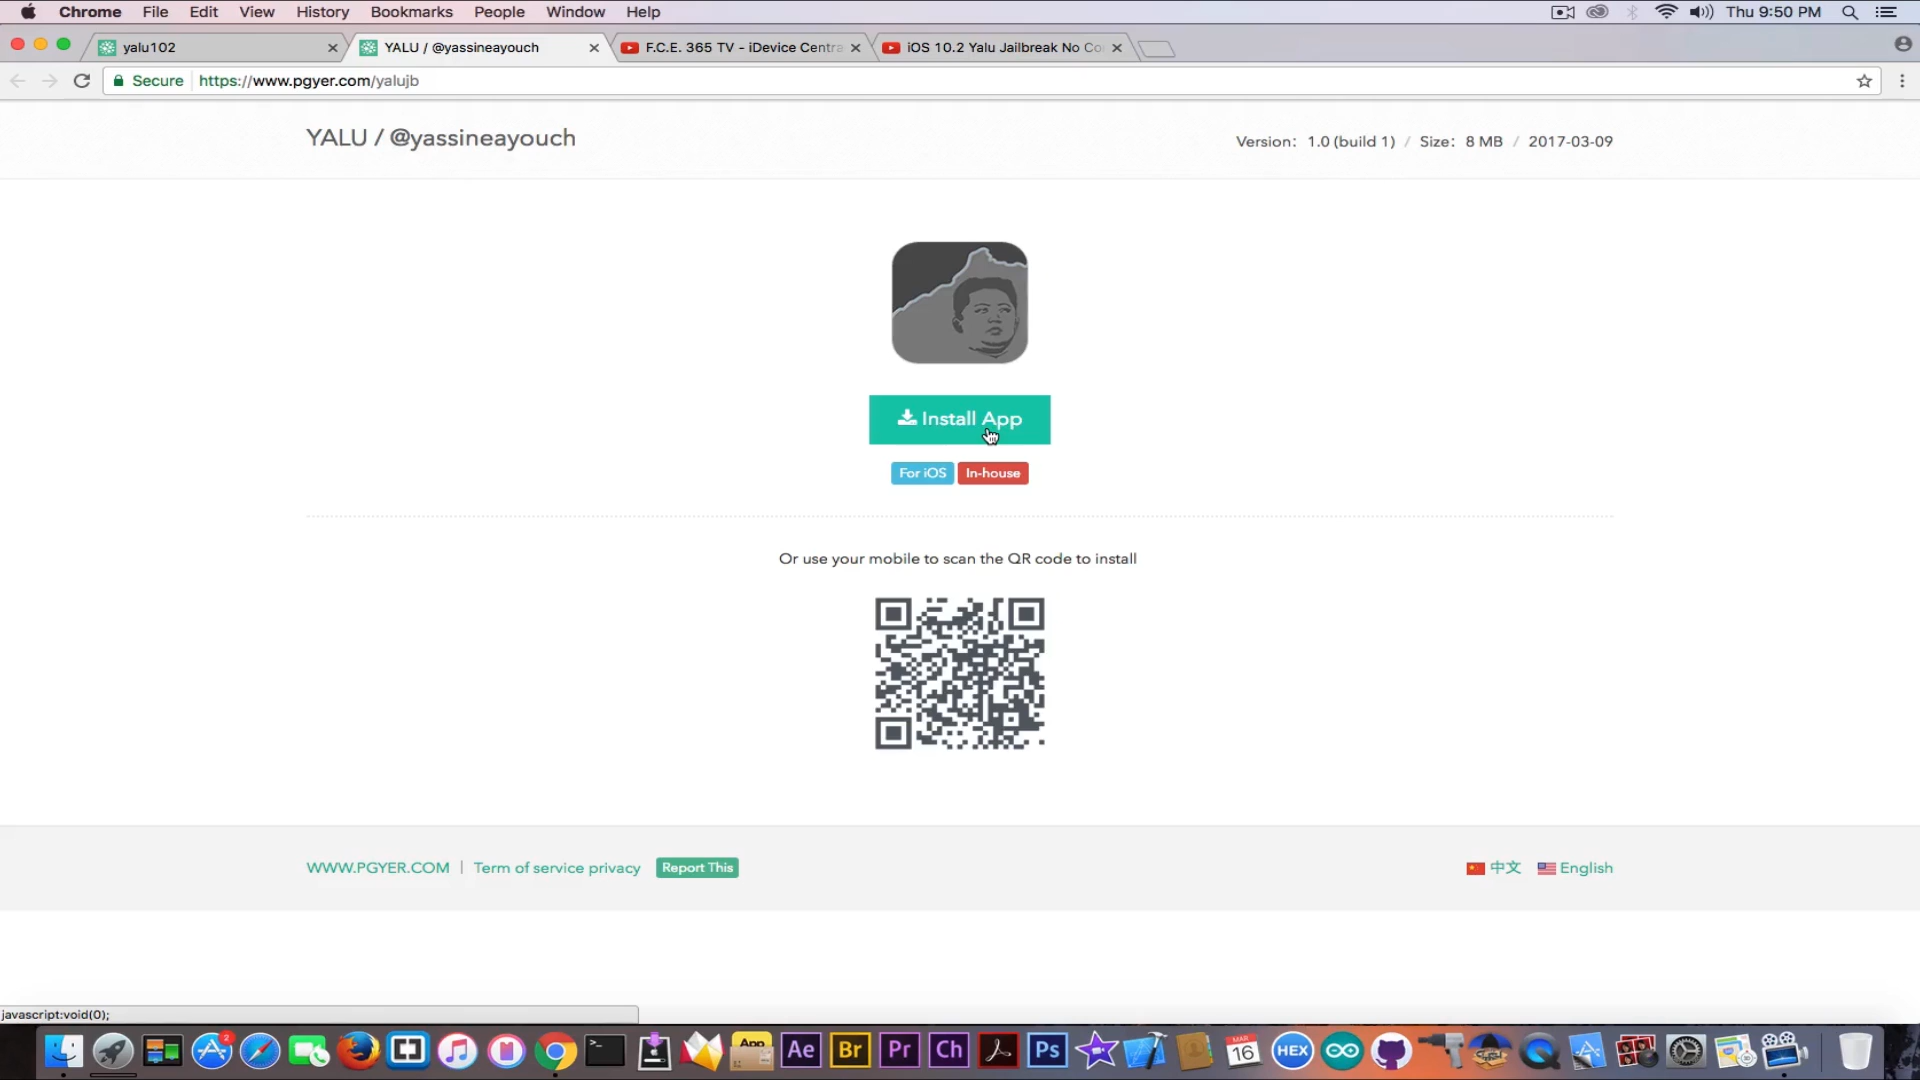 Chrome File Edit View History Bookmarks People Window Help Thu 9:50 PM
yalu102 YALU / @yassineayouch F.C.E. 365 TV - iDevice Centra iOS 10.2 Yalu Jailbreak No Co
Secure https://www.pgyer.com/yalujb
YALU / @yassineayouch
Version: 1.0 (build 1) / Size: 8 MB / 2017-03-09
Install App
For iOS In-house
Or use your mobile to scan the QR code to install
WWW.PGYER.COM | Term of service privacy Report This 中文 English
javascript:void(0);
2 App Ae Br Pr Ch Ps MAR 16 HEX